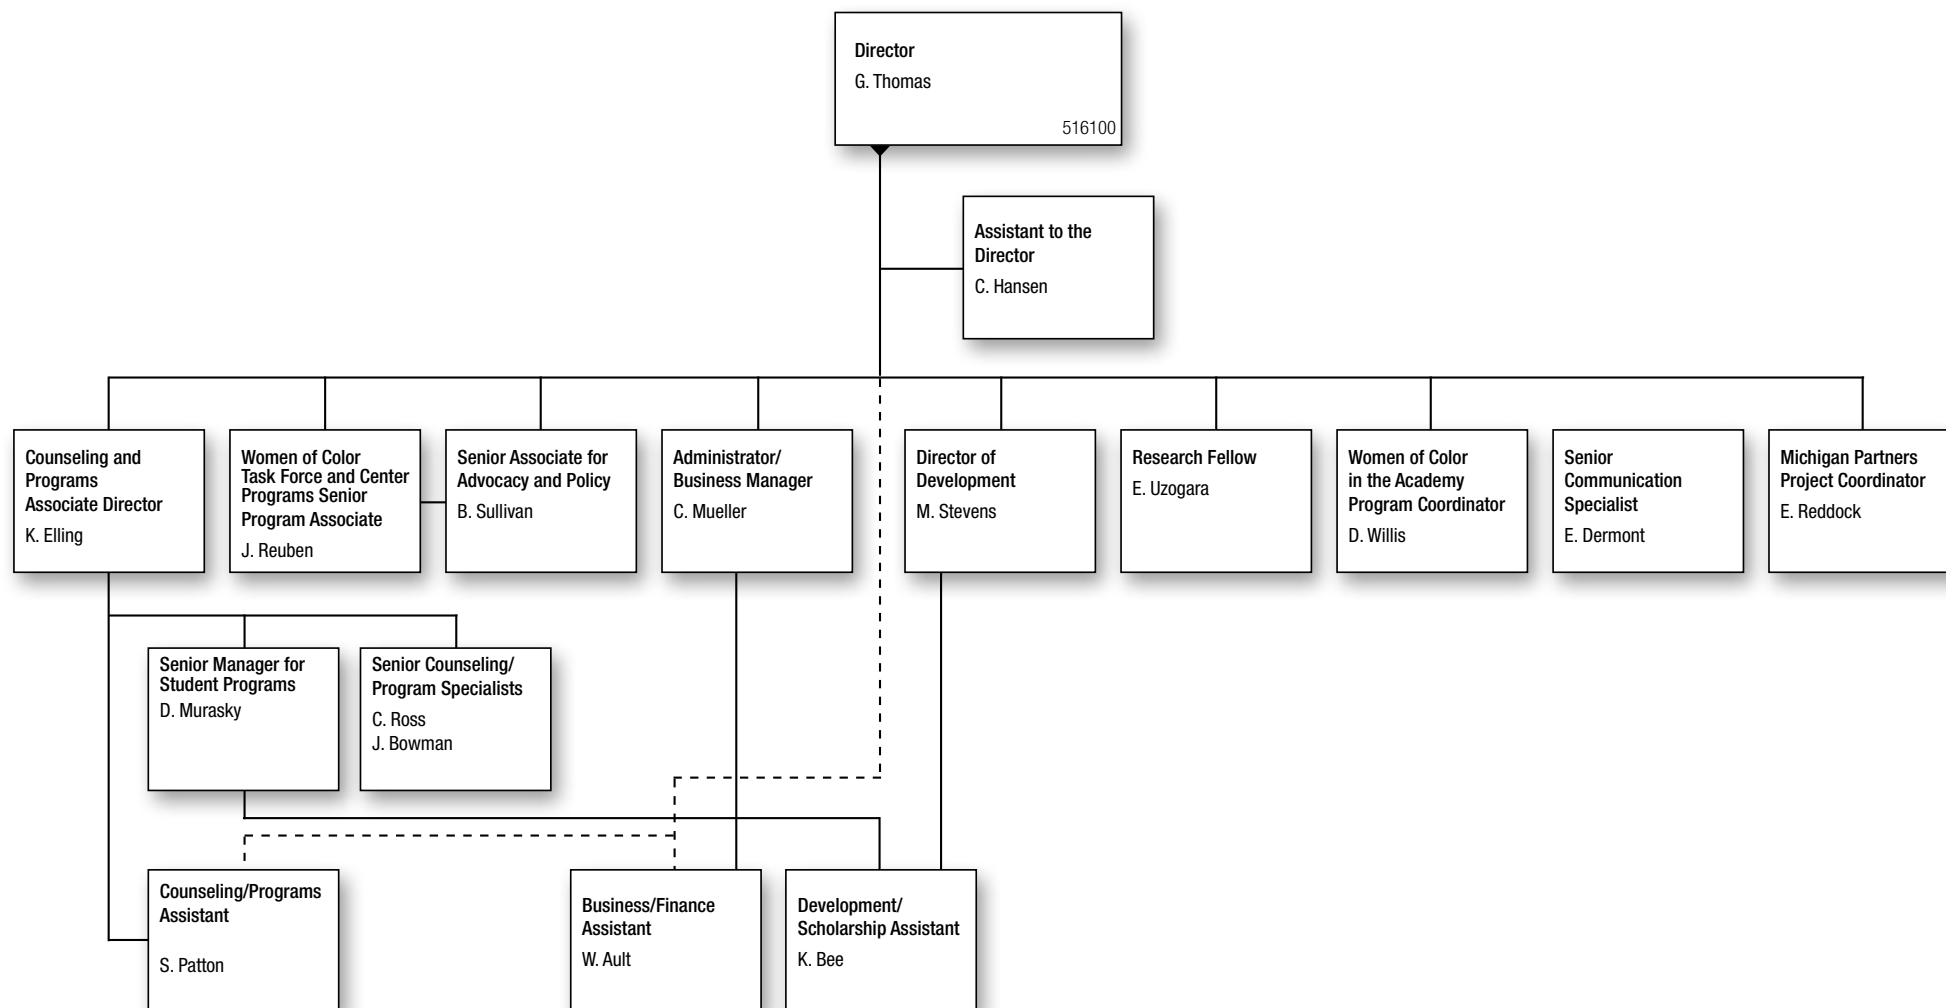 Director
G. Thomas
516100
Assistant to the
Director
C. Hansen
Counseling and
Programs
Associate Director
K. Elling
Women of Color
Task Force and Center
Programs Senior
Program Associate
J. Reuben
Senior Associate for
Advocacy and Policy
B. Sullivan
Administrator/
Business Manager
C. Mueller
Director of
Development
M. Stevens
Research Fellow
E. Uzogara
Women of Color
in the Academy
Program Coordinator
D. Willis
Senior
Communication
Specialist
E. Dermont
Michigan Partners
Project Coordinator
E. Reddock
Senior Manager for
Student Programs
D. Murasky
Senior Counseling/
Program Specialists
C. Ross
J. Bowman
Counseling/Programs
Assistant
S. Patton
Business/Finance
Assistant
W. Ault
Development/
Scholarship Assistant
K. Bee